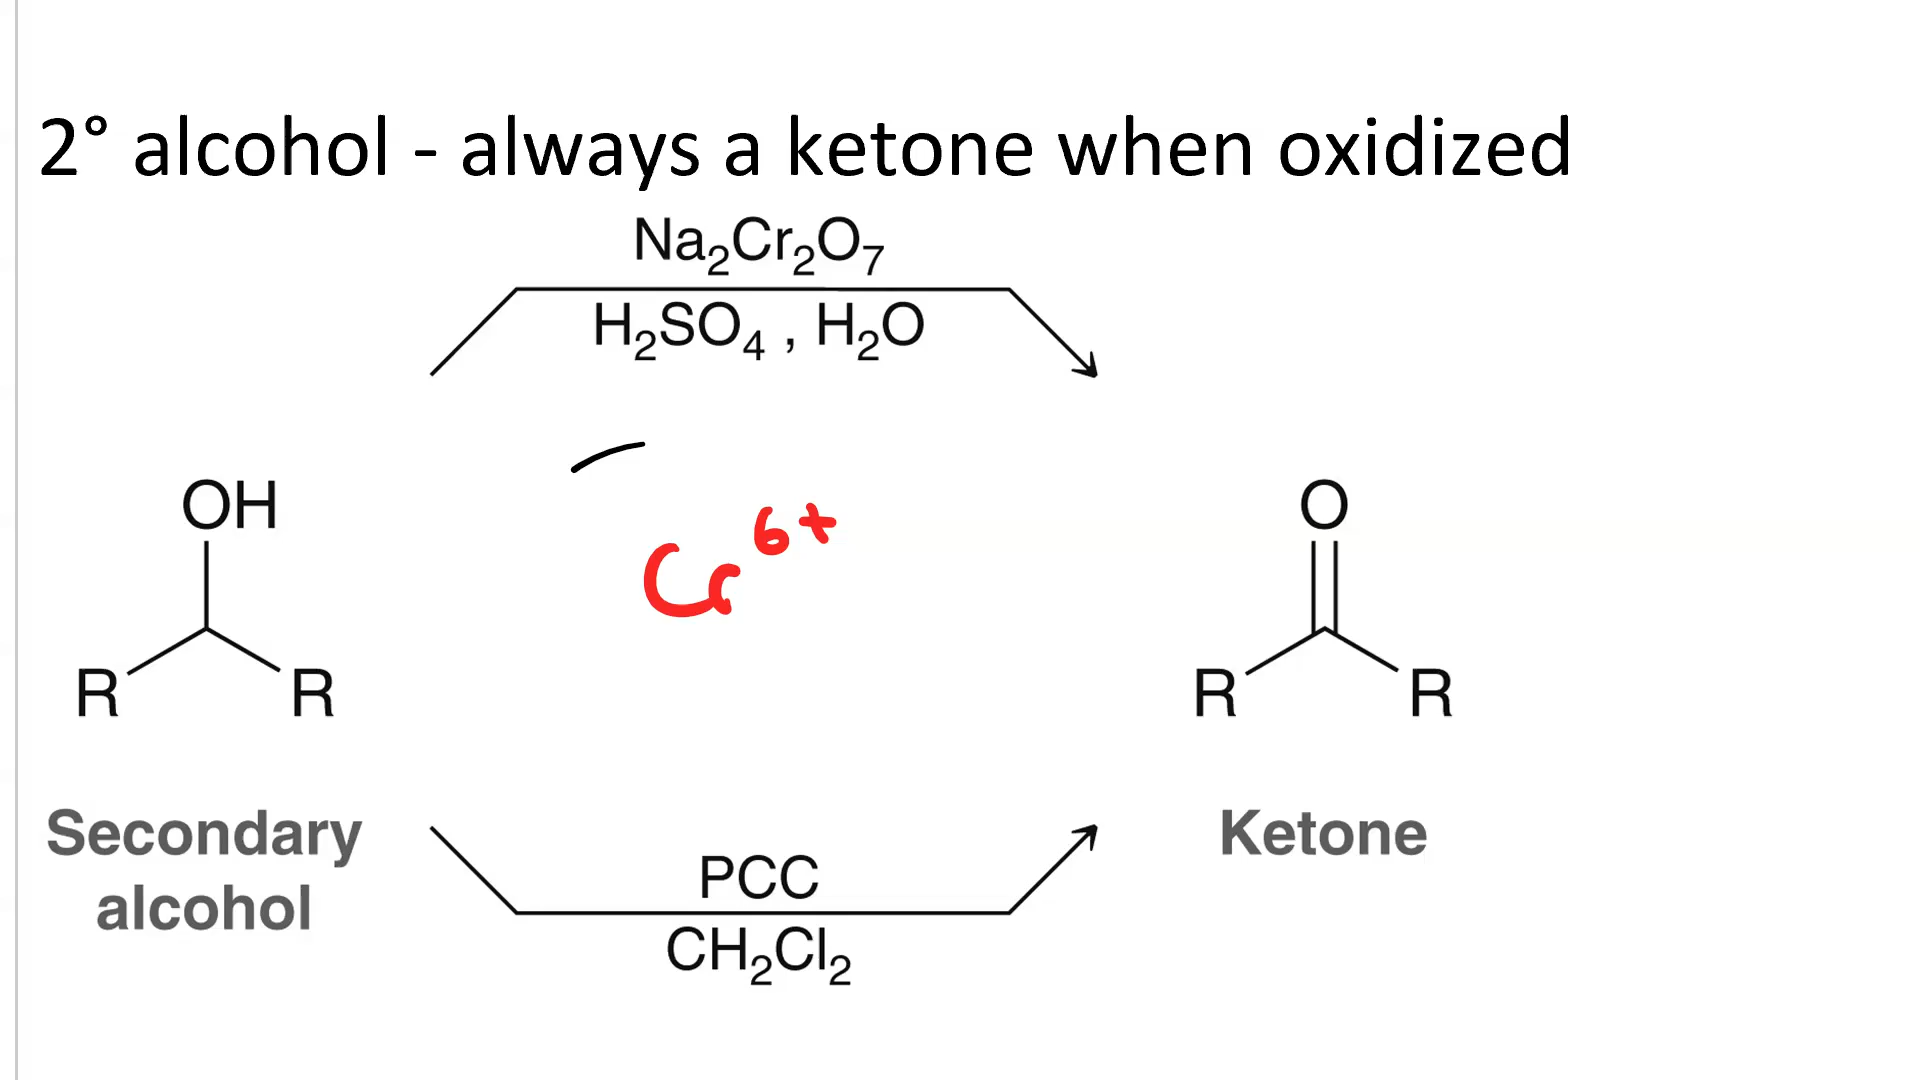 2° alcohol - always a ketone when oxidized
Na₂Cr₂O₇
H₂SO₄ , H₂O
OH
R R
Cr⁶⁺
O
R R
Secondary
alcohol
Ketone
PCC
CH₂Cl₂